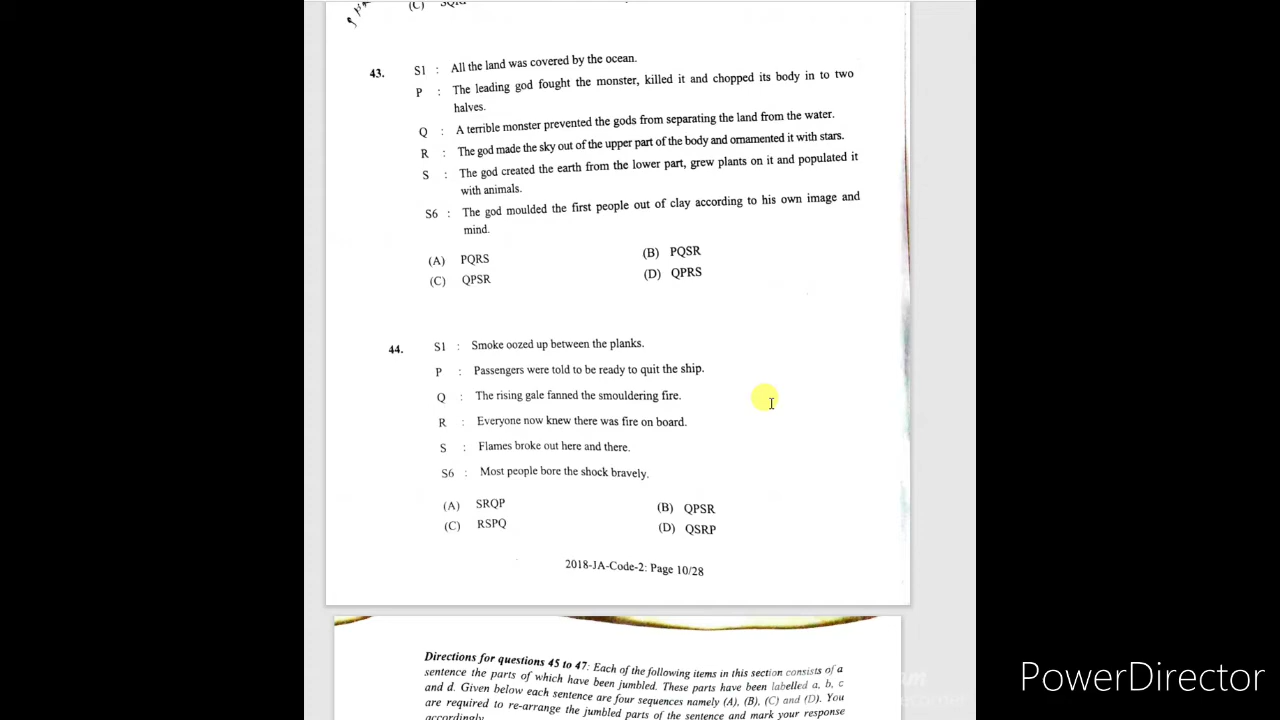 (C)
43. S1 : All the land was covered by the ocean.
P : The leading god fought the monster, killed it and chopped its body in to two
halves.
Q : A terrible monster prevented the gods from separating the land from the water.
R : The god made the sky out of the upper part of the body and ornamented it with stars.
S : The god created the earth from the lower part, grew plants on it and populated it
with animals.
S6 : The god moulded the first people out of clay according to his own image and
mind.
(A) PQRS (B) PQSR
(C) QPSR (D) QPRS
44. S1 : Smoke oozed up between the planks.
P : Passengers were told to be ready to quit the ship.
Q : The rising gale fanned the smouldering fire.
R : Everyone now knew there was fire on board.
S : Flames broke out here and there.
S6 : Most people bore the shock bravely.
(A) SRQP (B) QPSR
(C) RSPQ (D) QSRP
2018-JA-Code-2: Page 10/28
Directions for questions 45 to 47: Each of the following items in this section consists of a
sentence the parts of which have been jumbled. These parts have been labelled a, b, c
and d. Given below each sentence are four sequences namely (A), (B), (C) and (D). You
are required to re-arrange the jumbled parts of the sentence and mark your response
accordingly
PowerDirector